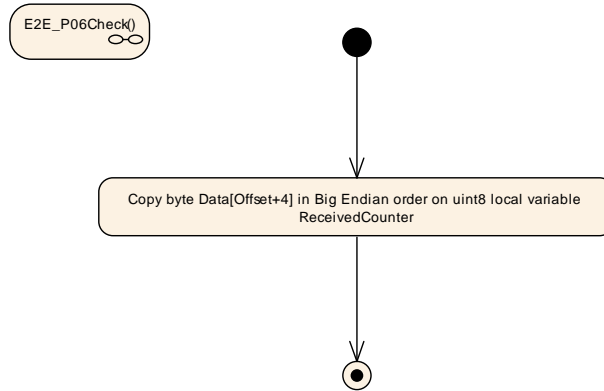 E2E_P06Check()
Copy byte Data[Offset+4] in Big Endian order on uint8 local variable
ReceivedCounter